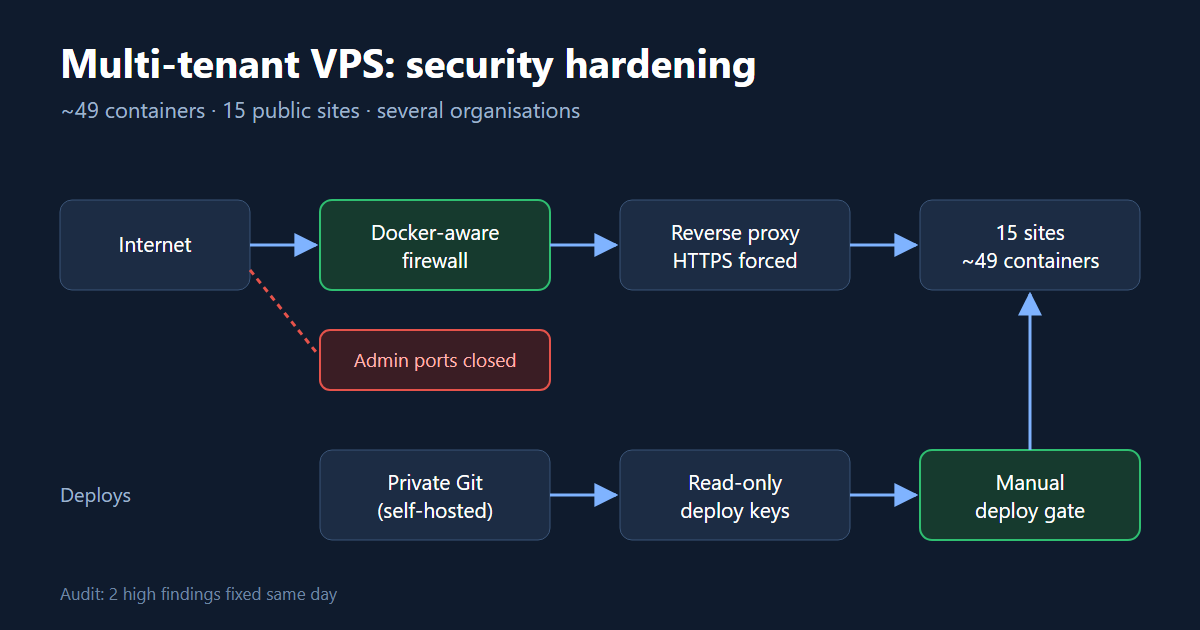 Multi-tenant VPS: security hardening
~49 containers · 15 public sites · several organisations
Internet
Docker-aware
firewall
Reverse proxy
HTTPS forced
15 sites
~49 containers
Admin ports closed
Deploys
Private Git
(self-hosted)
Read-only
deploy keys
Manual
deploy gate
Audit: 2 high findings fixed same day